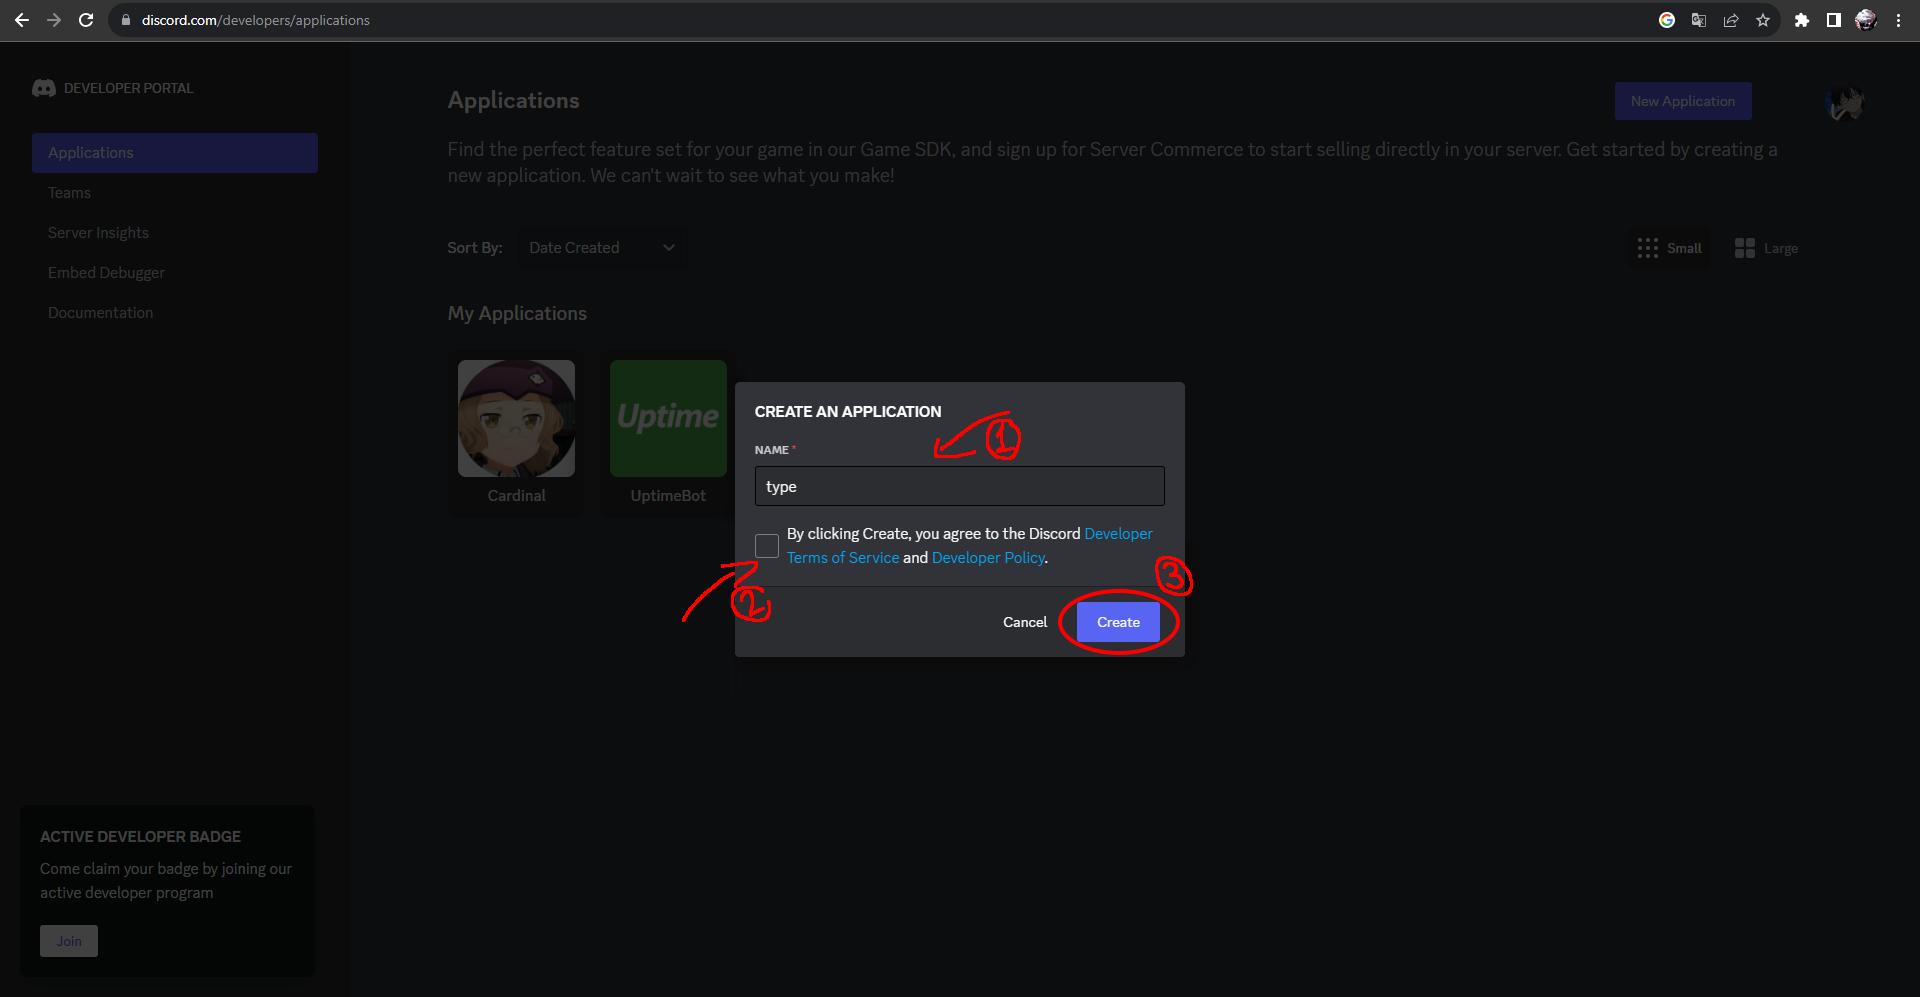 discord.com/developers/applications
DEVELOPER PORTAL
Applications
Teams
Server Insights
Embed Debugger
Documentation
ACTIVE DEVELOPER BADGE
Come claim your badge by joining our
active developer program
Join
Applications
New Application
Find the perfect feature set for your game in our Game SDK, and sign up for Server Commerce to start selling directly in your server. Get started by creating a
new application. We can't wait to see what you make!
Sort By:
Date Created
Small
Large
My Applications
Uptime
Cardinal
UptimeBot
CREATE AN APPLICATION
1
NAME *
type
By clicking Create, you agree to the Discord Developer
Terms of Service and Developer Policy.
2
3
Cancel
Create